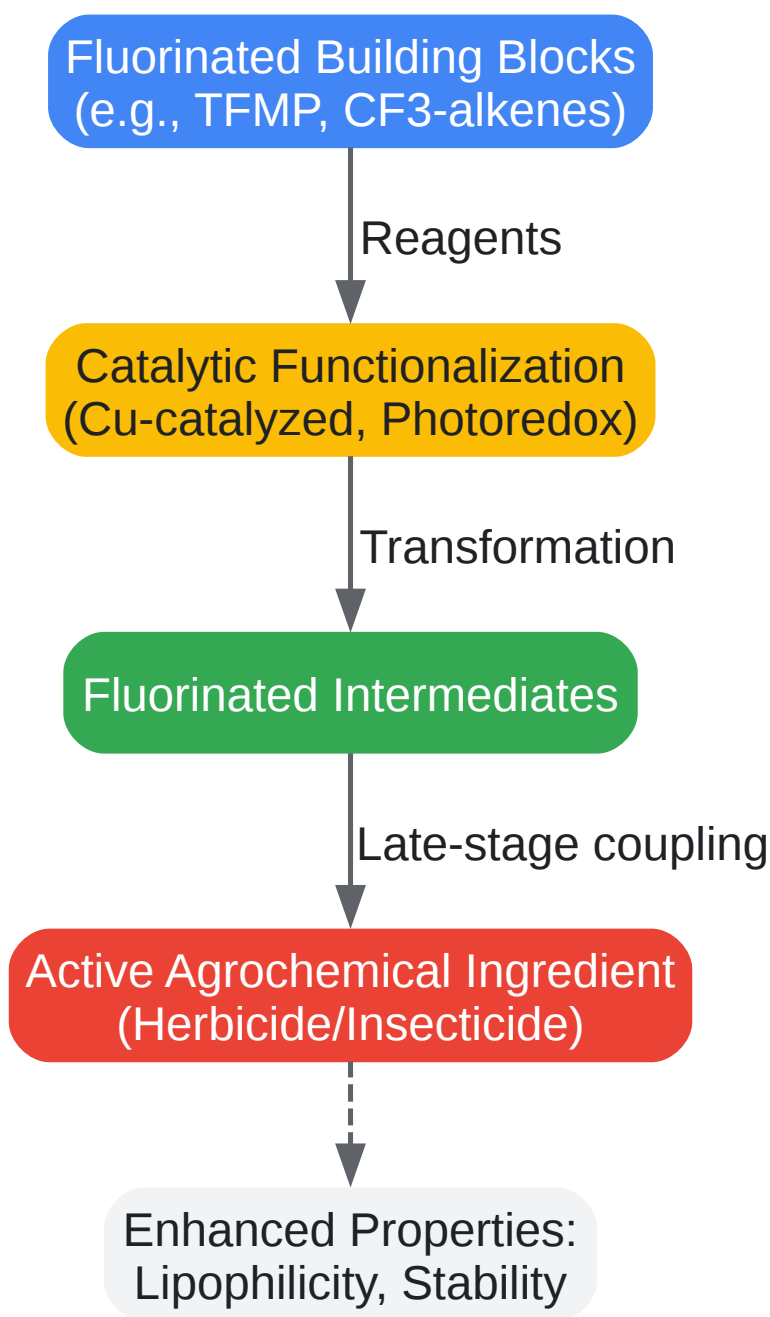 Fluorinated Building Blocks
(e.g., TFMP, CF3-alkenes)
Reagents
Catalytic Functionalization
(Cu-catalyzed, Photoredox)
Transformation
Fluorinated Intermediates
Late-stage coupling
Active Agrochemical Ingredient
(Herbicide/Insecticide)
Enhanced Properties:
Lipophilicity, Stability